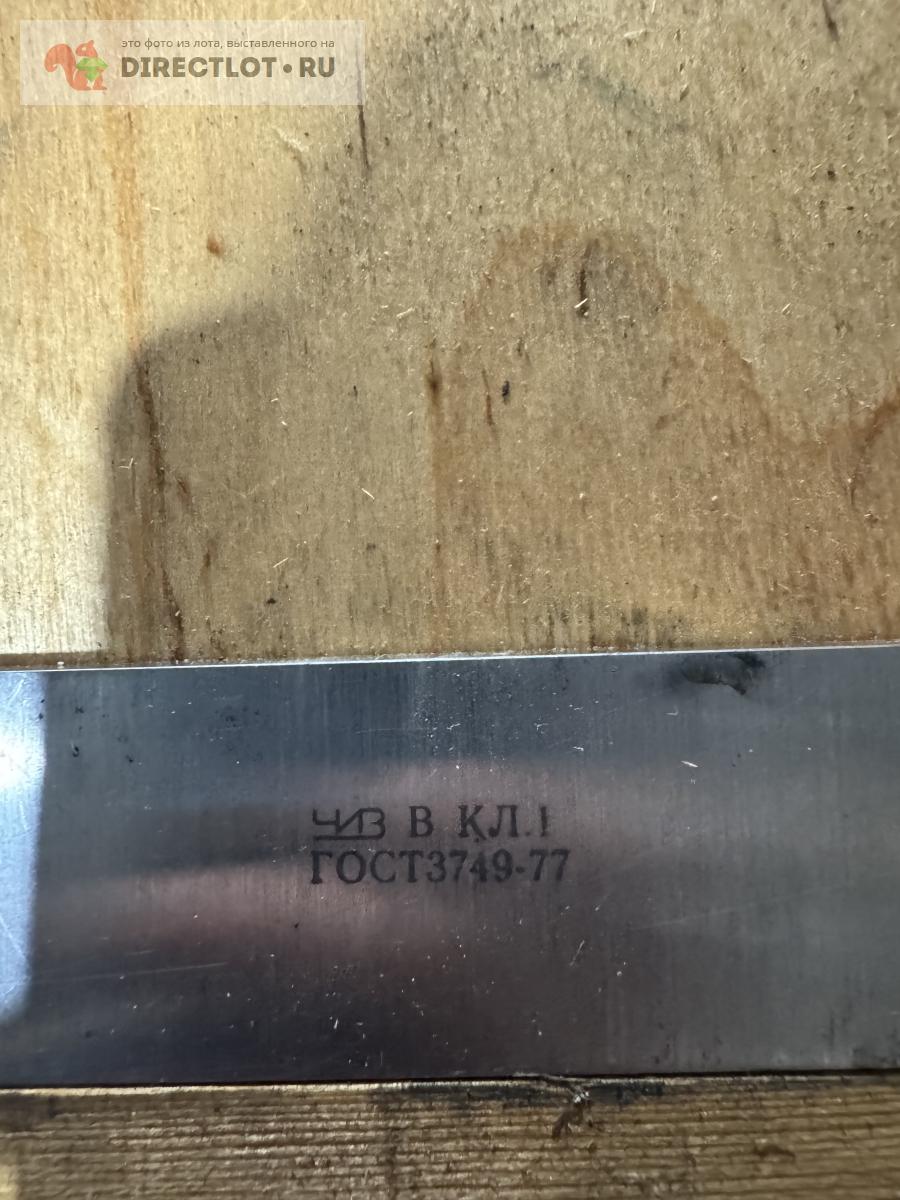 это фото из лота, выставленного на
DIRECTLOT•RU
ЧИЗ В КЛ.1
ГОСТ3749-77